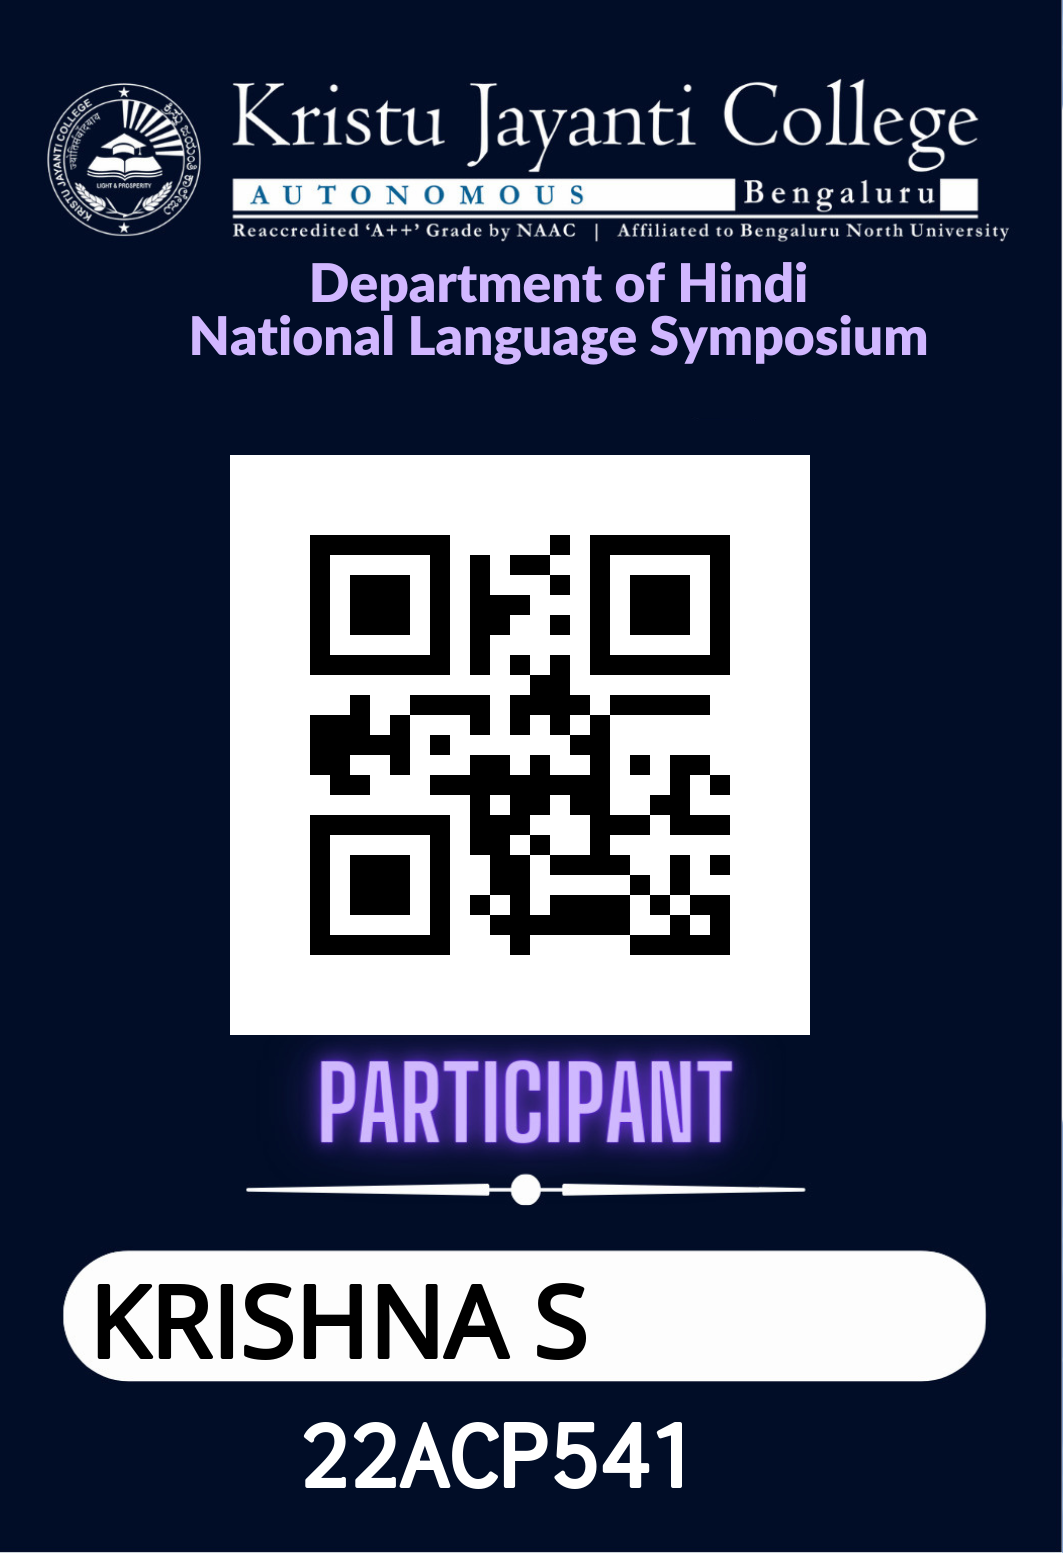 Kristu Jayanti College
AUTONOMOUS Bengaluru
Reaccredited ‘A++’ Grade by NAAC | Affiliated to Bengaluru North University
KRISTU JAYANTI COLLEGE
LIGHT & PROSPERITY
Department of Hindi
National Language Symposium
PARTICIPANT
KRISHNA S
22ACP541